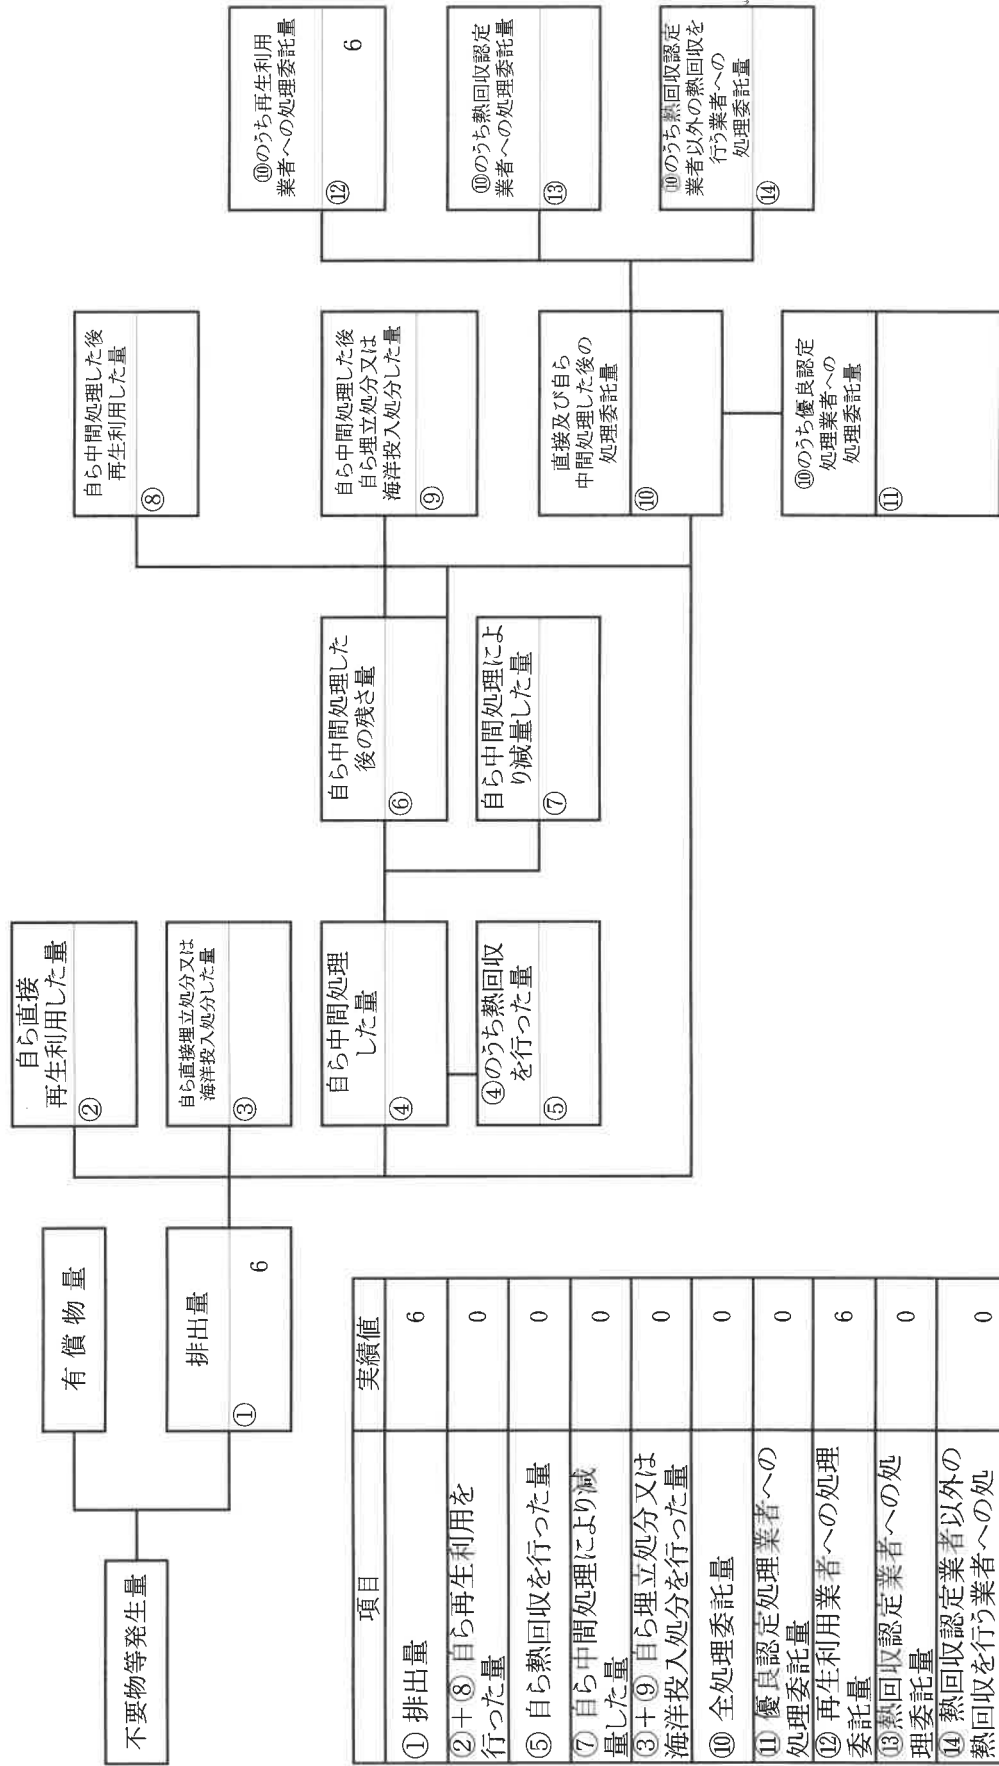 不要物等発生量
有償物量
排出量
①
6
自ら直接
再生利用した量
②
自ら直接埋立処分又は
海洋投入処分した量
③
自ら中間処理
した量
④
④のうち熱回収
を行った量
⑤
自ら中間処理した
後の残さ量
⑥
自ら中間処理によ
り減量した量
⑦
自ら中間処理した後
再生利用した量
⑧
自ら中間処理した後
自ら埋立処分又は
海洋投入処分した量
⑨
直接及び自ら
中間処理した後の
処理委託量
⑩
⑩のうち優良認定
処理業者への
処理委託量
⑪
⑩のうち再生利用
業者への処理委託量
⑫
6
⑩のうち熱回収認定
業者への処理委託量
⑬
⑩のうち熱回収認定
業者以外の熱回収を
行う業者への
処理委託量
⑭
項目 実績値
① 排出量 6
②+⑧ 自ら再生利用を
行った量 0
⑤ 自ら熱回収を行った量 0
⑦ 自ら中間処理により減
量した量 0
③+⑨ 自ら埋立処分又は
海洋投入処分を行った量 0
⑩ 全処理委託量 0
⑪ 優良認定処理業者への
処理委託量 0
⑫ 再生利用業者への処理
委託量 6
⑬熱回収認定業者への処
理委託量 0
⑭ 熱回収認定業者以外の
熱回収を行う業者への処 0